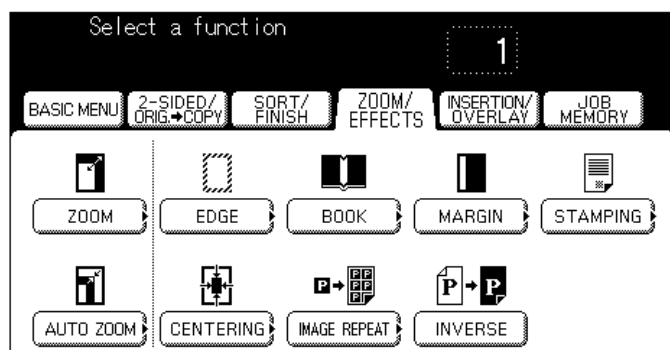 Select a function
1
BASIC MENU
2-SIDED/
ORIG.→COPY
SORT/
FINISH
ZOOM/
EFFECTS
INSERTION/
OVERLAY
JOB
MEMORY
ZOOM
EDGE
BOOK
MARGIN
STAMPING
P→PPPPPP
P→P
AUTO ZOOM
CENTERING
IMAGE REPEAT
INVERSE